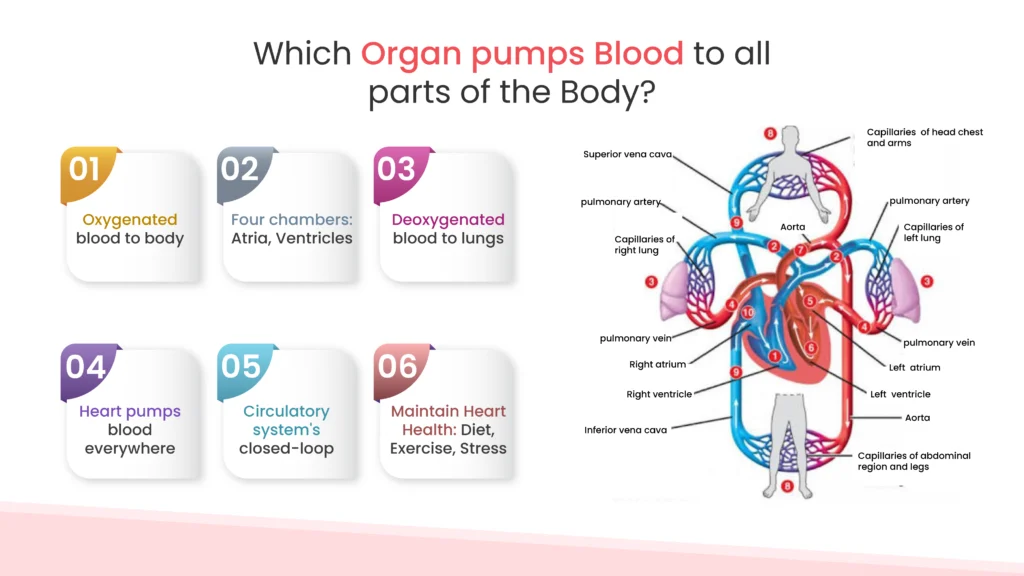 Which Organ pumps Blood to all
parts of the Body?
01
Oxygenated
blood to body
02
Four chambers:
Atria, Ventricles
03
Deoxygenated
blood to lungs
04
Heart pumps
blood
everywhere
05
Circulatory
system's
closed-loop
06
Maintain Heart
Health: Diet,
Exercise, Stress
8
Capillaries of head chest
and arms
Superior vena cava
pulmonary artery
pulmonary artery
9
Aorta
Capillaries of
right lung
Capillaries of
left lung
2
7
2
3
3
4
10
5
4
pulmonary vein
pulmonary vein
6
1
Right atrium
Left atrium
9
Right ventricle
Left ventricle
Aorta
Inferior vena cava
Capillaries of abdominal
region and legs
8